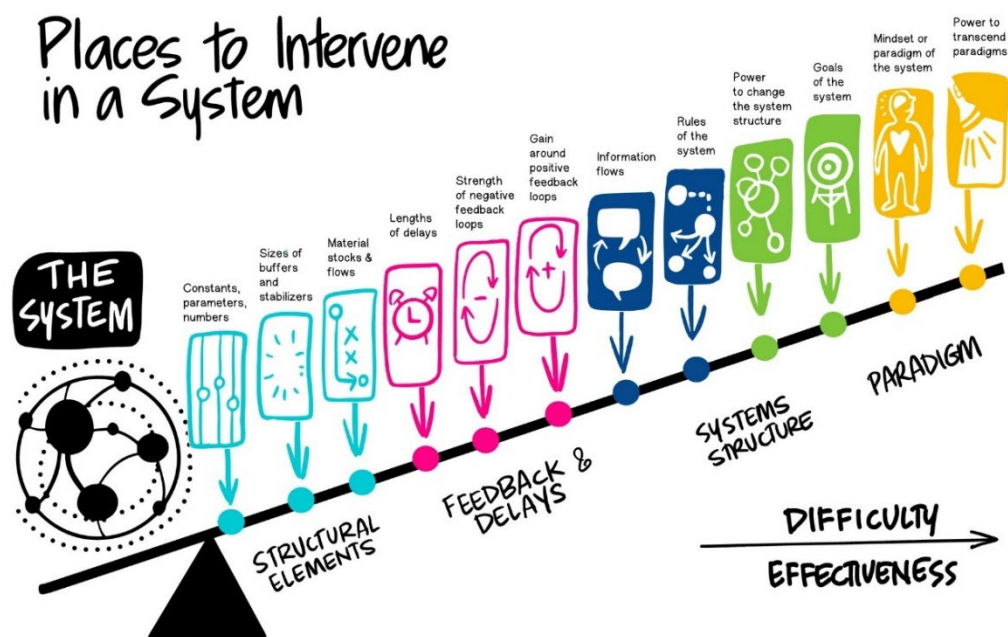 Places to Intervene
in a System
THE
SYSTEM
Constants,
parameters,
numbers
Sizes of
buffers
and
stabilizers
Material
stocks &
flows
Lengths
of delays
Strength
of negative
feedback
loops
Gain
around
positive
feedback
loops
Information
flows
Rules
of the
system
Power
to change
the system
structure
Goals
of the
system
Mindset or
paradigm of
the system
Power to
transcend
paradigms
STRUCTURAL
ELEMENTS
FEEDBACK &
DELAYS
SYSTEMS
STRUCTURE
PARADIGM
DIFFICULTY
EFFECTIVENESS